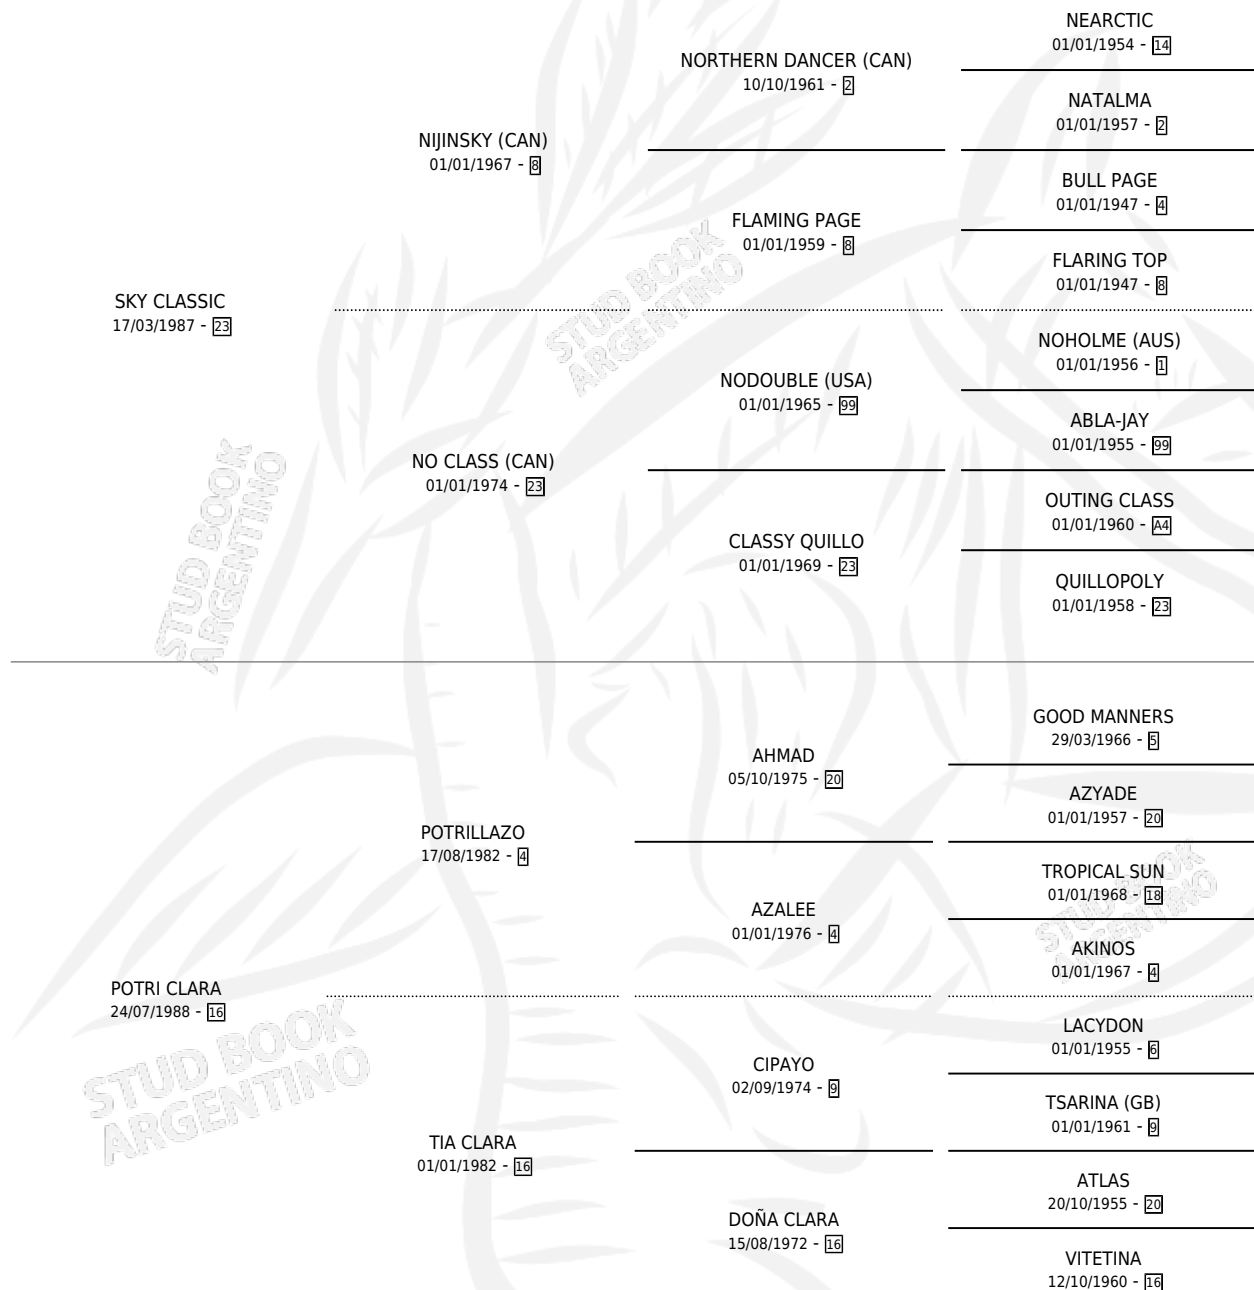 NEARCTIC
01/01/1954 - 14
NORTHERN DANCER (CAN)
10/10/1961 - 2
NATALMA
01/01/1957 - 2
NIJINSKY (CAN)
01/01/1967 - 8
BULL PAGE
01/01/1947 - 4
FLAMING PAGE
01/01/1959 - 8
FLARING TOP
01/01/1947 - 8
SKY CLASSIC
17/03/1987 - 23
NOHOLME (AUS)
01/01/1956 - 1
NODOUBLE (USA)
01/01/1965 - 99
ABLA-JAY
01/01/1955 - 99
NO CLASS (CAN)
01/01/1974 - 23
OUTING CLASS
01/01/1960 - A4
CLASSY QUILLO
01/01/1969 - 23
QUILLOPOLY
01/01/1958 - 23
GOOD MANNERS
29/03/1966 - 5
AHMAD
05/10/1975 - 20
AZYADE
01/01/1957 - 20
POTRILLAZO
17/08/1982 - 4
TROPICAL SUN
01/01/1968 - 18
AZALEE
01/01/1976 - 4
AKINOS
01/01/1967 - 4
POTRI CLARA
24/07/1988 - 16
LACYDON
01/01/1955 - 6
CIPAYO
02/09/1974 - 9
TSARINA (GB)
01/01/1961 - 9
TIA CLARA
01/01/1982 - 16
ATLAS
20/10/1955 - 20
DOÑA CLARA
15/08/1972 - 16
VITETINA
12/10/1960 - 16
STUD BOOK
ARGENTINO
STUD BOOK
ARGENTINO
STUD BOOK
ARGENTINO
STUD BOOK
ARGENTINO